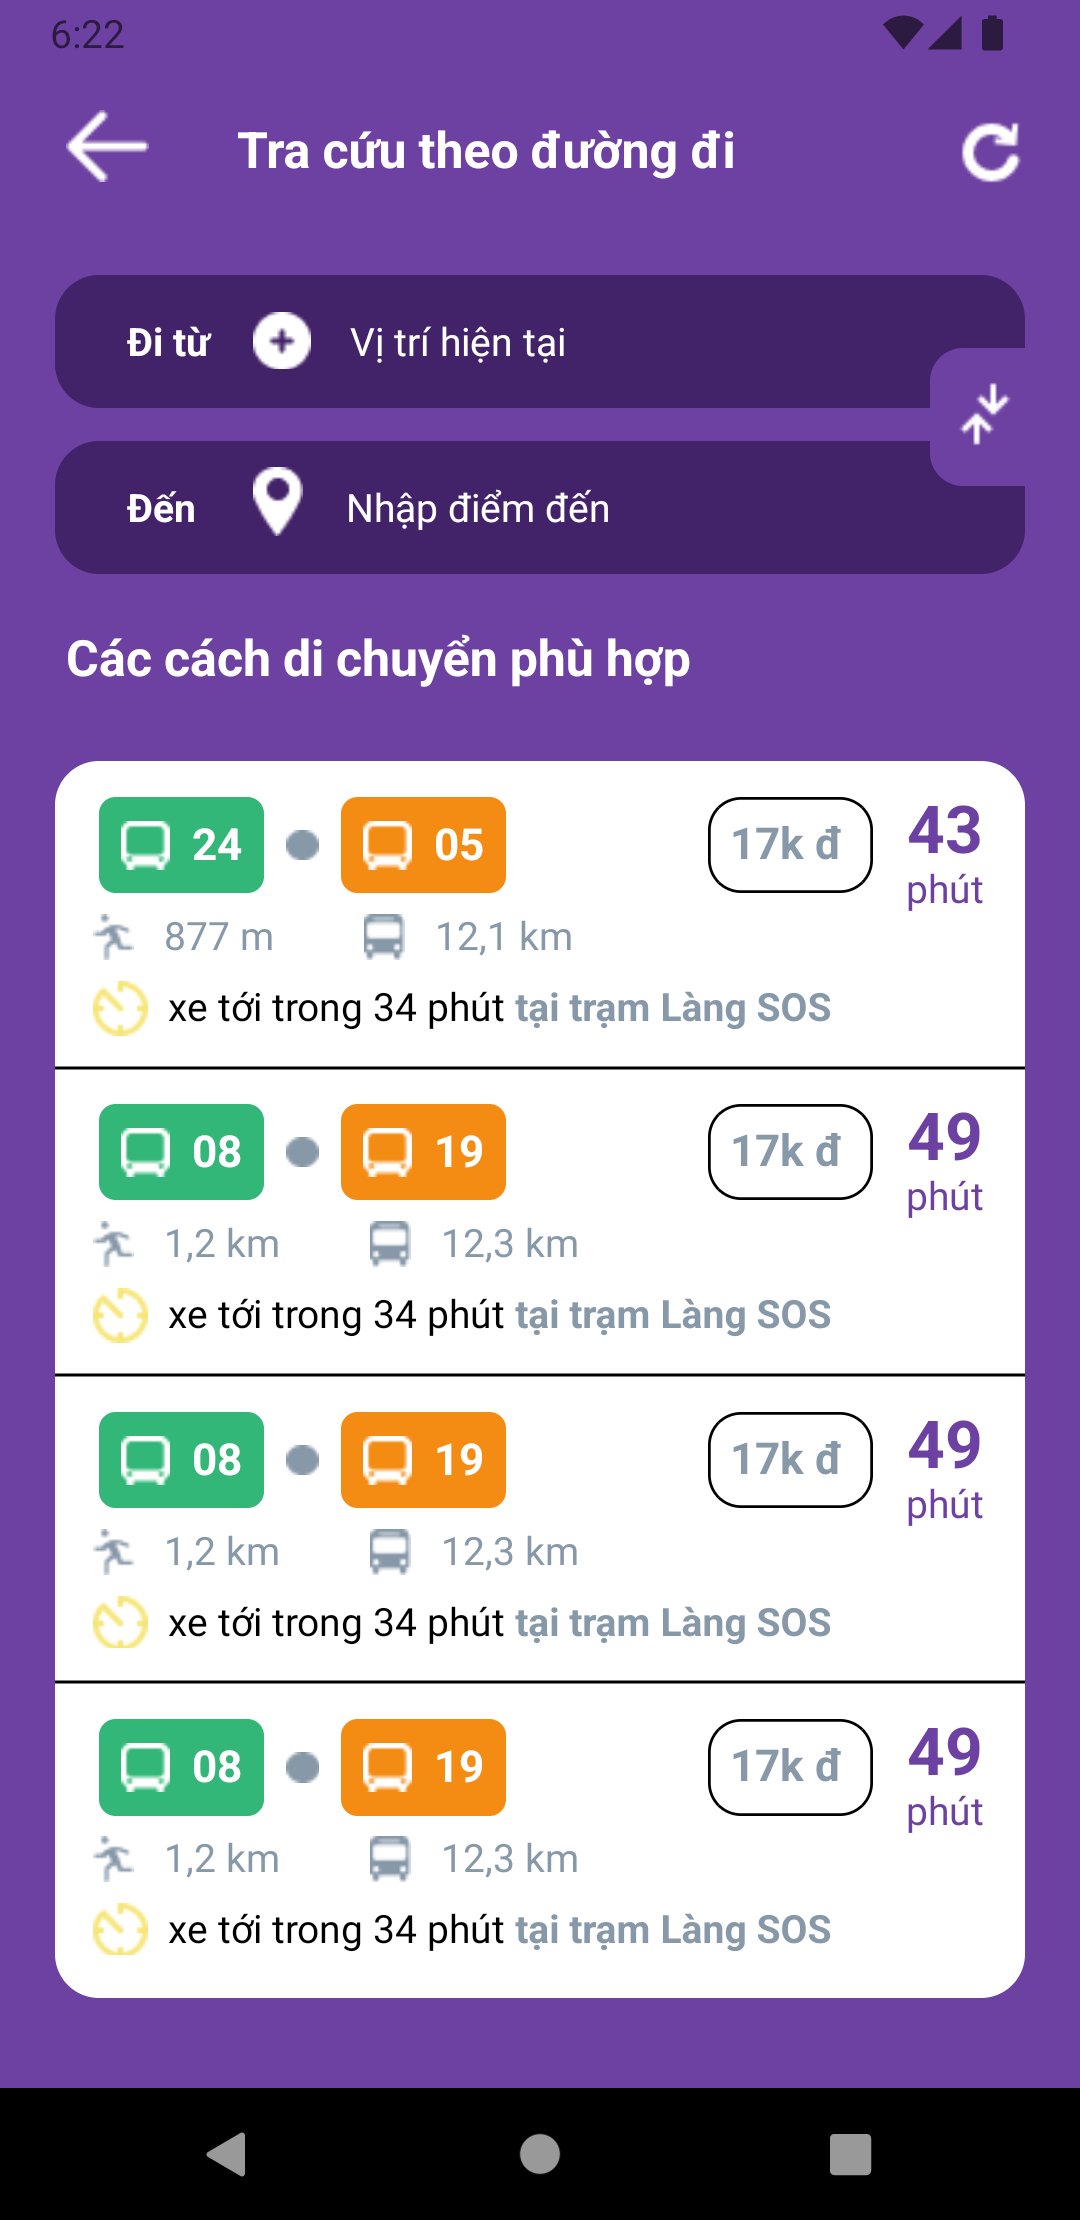 6:22
Tra cứu theo đường đi
Đi từ Vị trí hiện tại
Đến Nhập điểm đến
Các cách di chuyển phù hợp
24 05 17k đ 43
phút
877 m 12,1 km
xe tới trong 34 phút tại trạm Làng SOS
08 19 17k đ 49
phút
1,2 km 12,3 km
xe tới trong 34 phút tại trạm Làng SOS
08 19 17k đ 49
phút
1,2 km 12,3 km
xe tới trong 34 phút tại trạm Làng SOS
08 19 17k đ 49
phút
1,2 km 12,3 km
xe tới trong 34 phút tại trạm Làng SOS